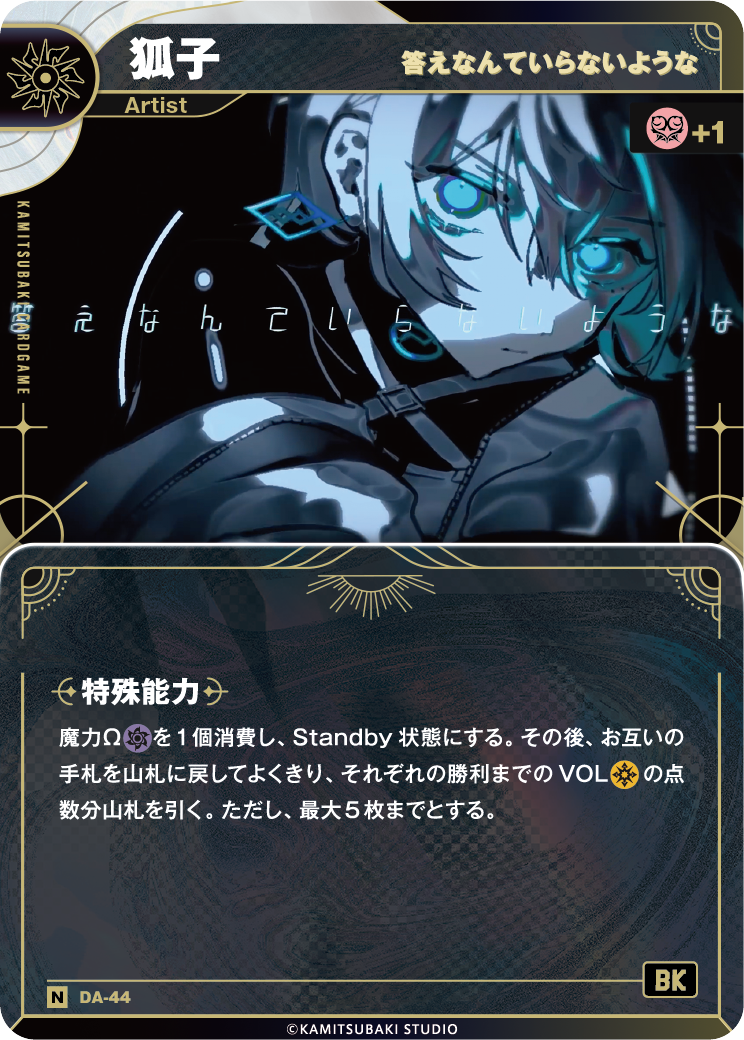 狐子
答えなんていらないような
Artist
+1
KAMITSUBAKI CARDGAME
答えなんていらないような
特殊能力
魔力Ωを1個消費し、Standby 状態にする。その後、お互いの
手札を山札に戻してよくきり、それぞれの勝利までの VOLの点
数分山札を引く。ただし、最大5枚までとする。
N DA-44
BK
©KAMITSUBAKI STUDIO